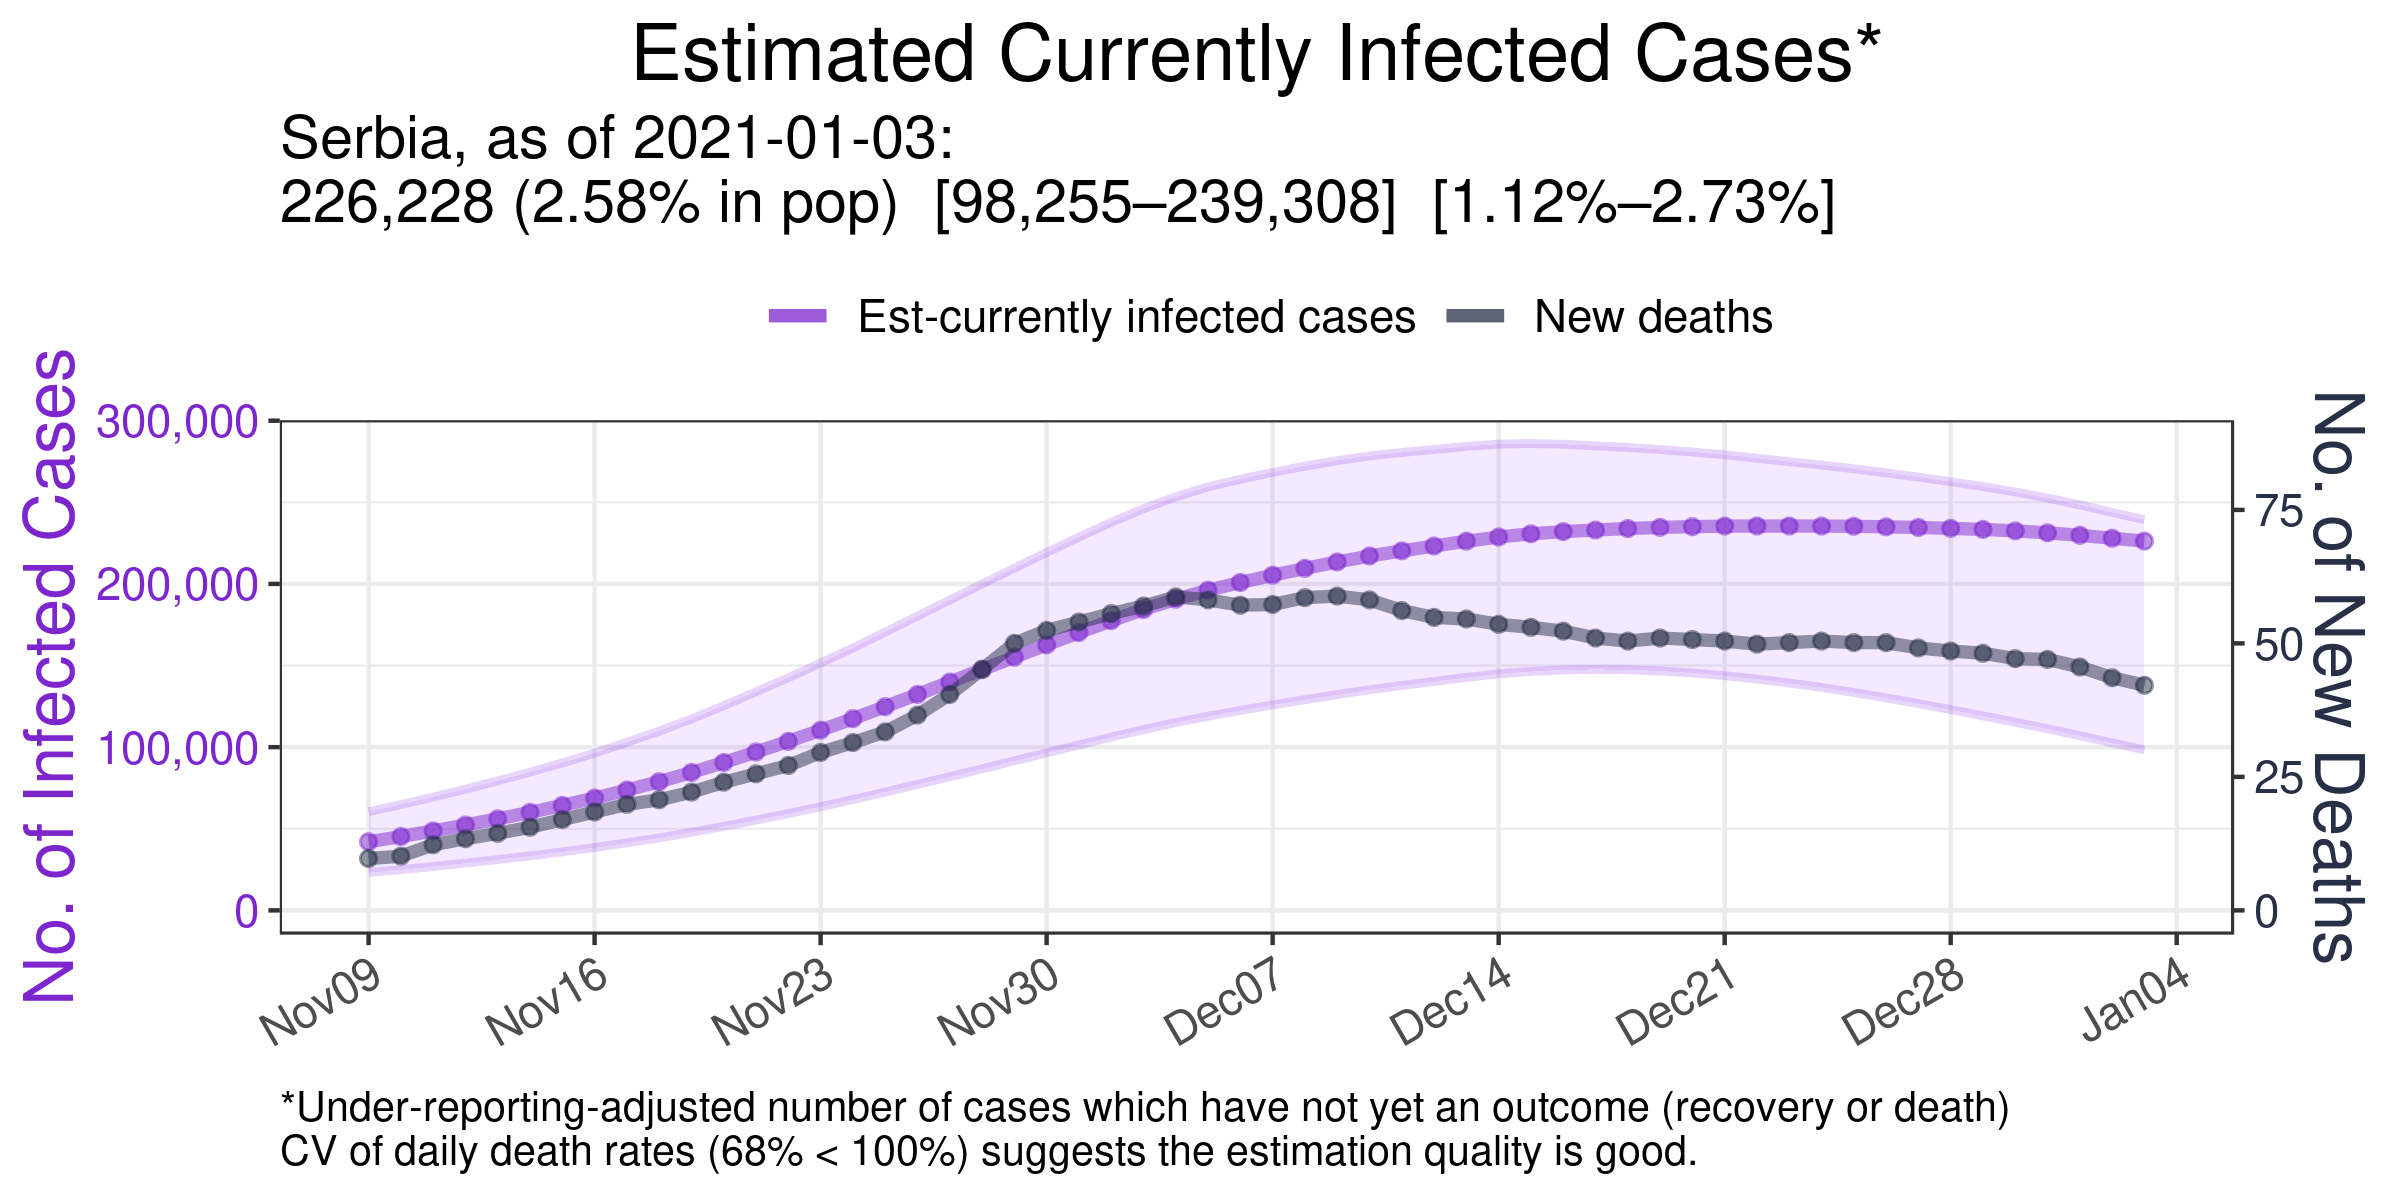 Estimated Currently Infected Cases*
Serbia, as of 2021-01-03:
226,228 (2.58% in pop)  [98,255–239,308]  [1.12%–2.73%]
Est-currently infected cases
New deaths
No. of Infected Cases
300,000
200,000
100,000
0
No. of New Deaths
75
50
25
0
Nov09
Nov16
Nov23
Nov30
Dec07
Dec14
Dec21
Dec28
Jan04
*Under-reporting-adjusted number of cases which have not yet an outcome (recovery or death)
CV of daily death rates (68% < 100%) suggests the estimation quality is good.